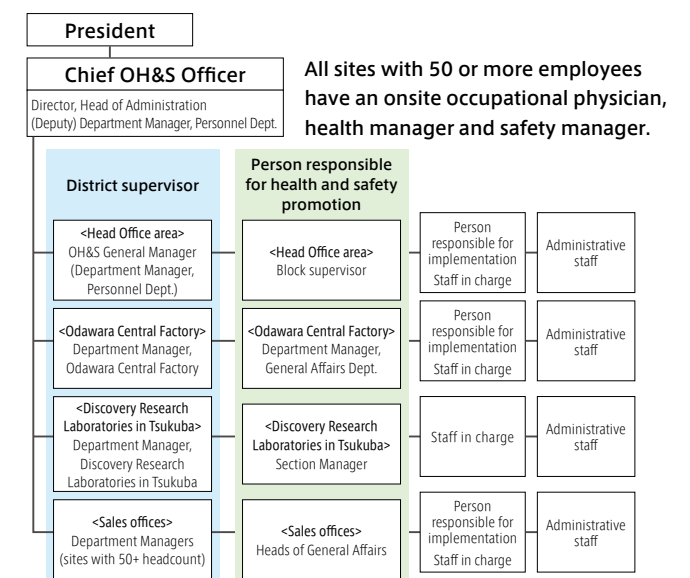 President
Chief OH&S Officer
Director, Head of Administration
(Deputy) Department Manager, Personnel Dept.
All sites with 50 or more employees
have an onsite occupational physician,
health manager and safety manager.
District supervisor
Person responsible
for health and safety
promotion
<Head Office area>
OH&S General Manager
(Department Manager,
Personnel Dept.)
<Head Office area>
Block supervisor
Person
responsible for
implementation
Staff in charge
Administrative
staff
<Odawara Central Factory>
Department Manager,
Odawara Central Factory
<Odawara Central Factory>
Department Manager,
General Affairs Dept.
Person
responsible for
implementation
Staff in charge
Administrative
staff
<Discovery Research
Laboratories in Tsukuba>
Department Manager,
Discovery Research
Laboratories in Tsukuba
<Discovery Research
Laboratories in Tsukuba>
Section Manager
Staff in charge
Administrative
staff
<Sales offices>
Department Managers
(sites with 50+ headcount)
<Sales offices>
Heads of General Affairs
Person
responsible for
implementation
Staff in charge
Administrative
staff